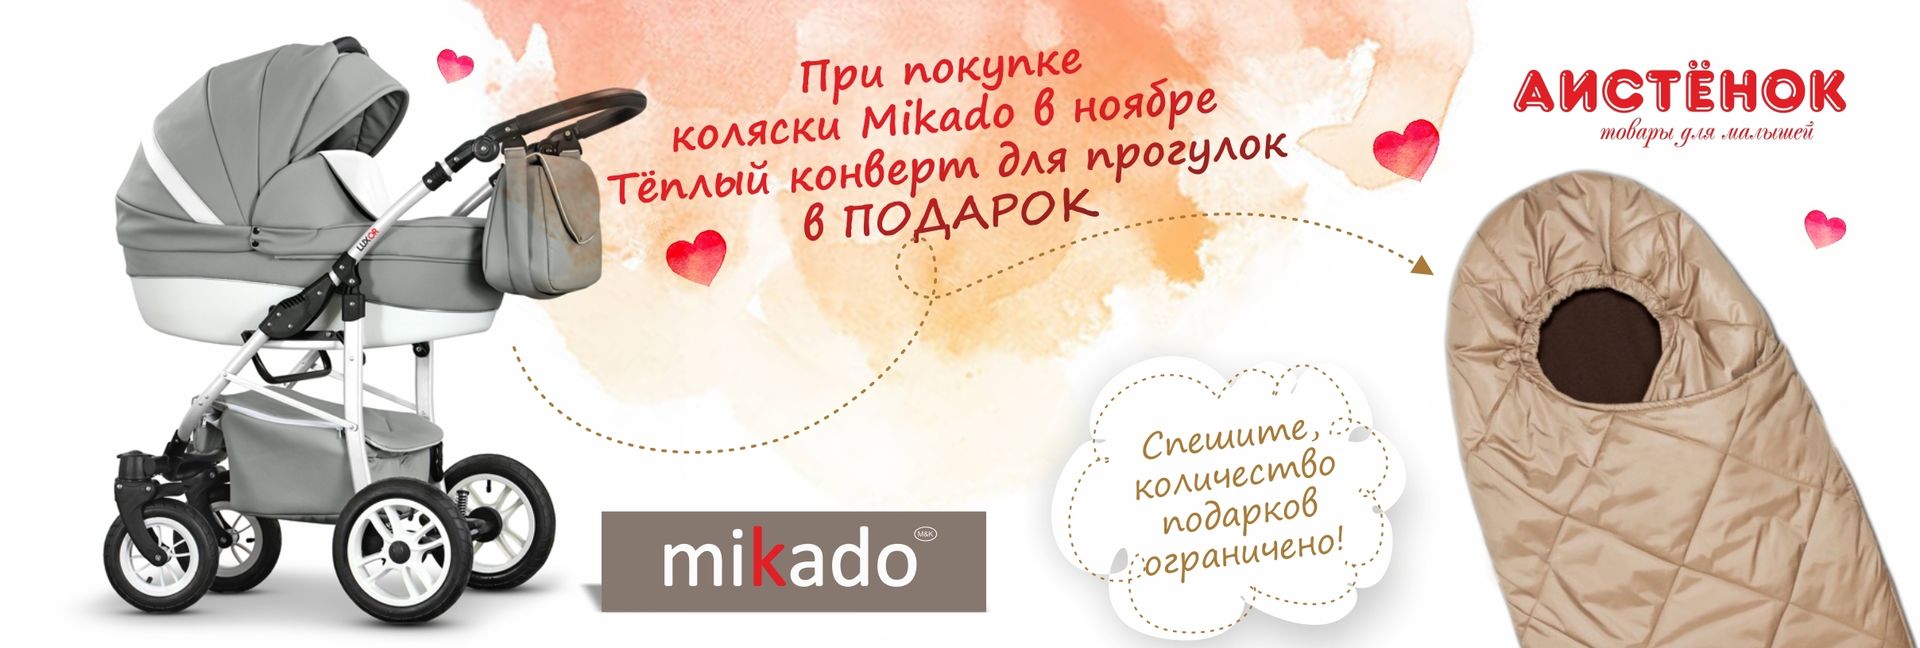 При покупке
коляски Mikado в ноябре
Тёплый конверт для прогулок
в ПОДАРОК
АИСТЁНОК
товары для малышей
LUXOR
Спешите,
количество
подарков
ограничено!
mikado M&K